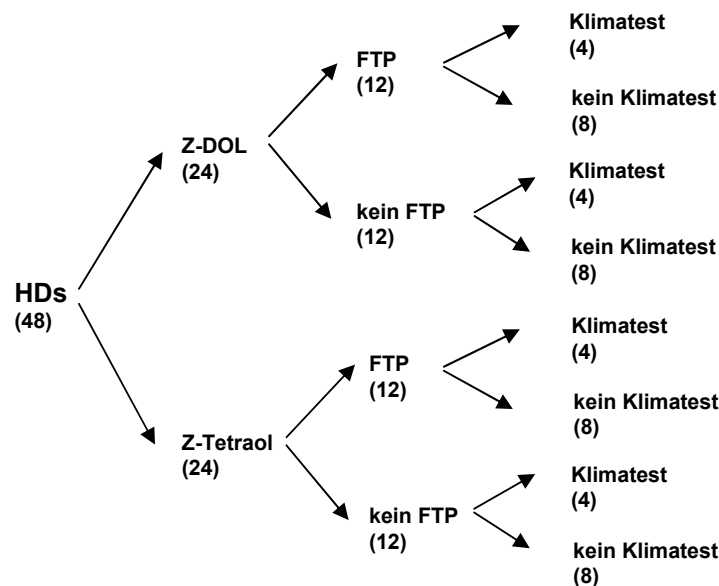 HDs
(48)
Z-DOL
(24)
FTP
(12)
Klimatest
(4)
kein Klimatest
(8)
kein FTP
(12)
Klimatest
(4)
kein Klimatest
(8)
Z-Tetraol
(24)
FTP
(12)
Klimatest
(4)
kein Klimatest
(8)
kein FTP
(12)
Klimatest
(4)
kein Klimatest
(8)